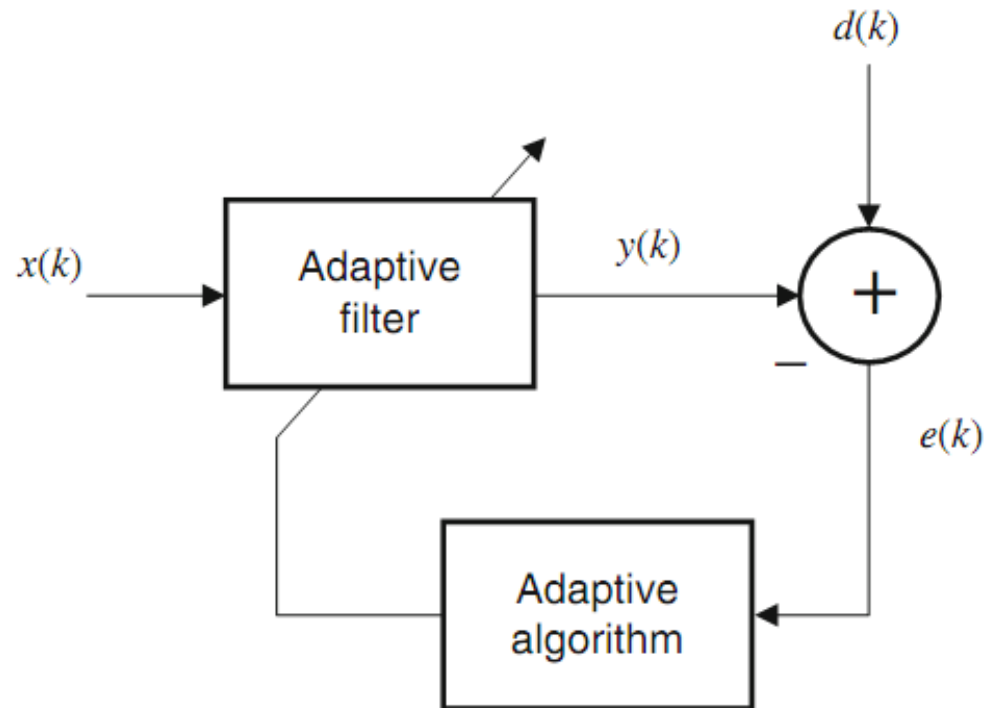 d(k)
x(k)
Adaptive
filter
y(k)
+
−
e(k)
Adaptive
algorithm